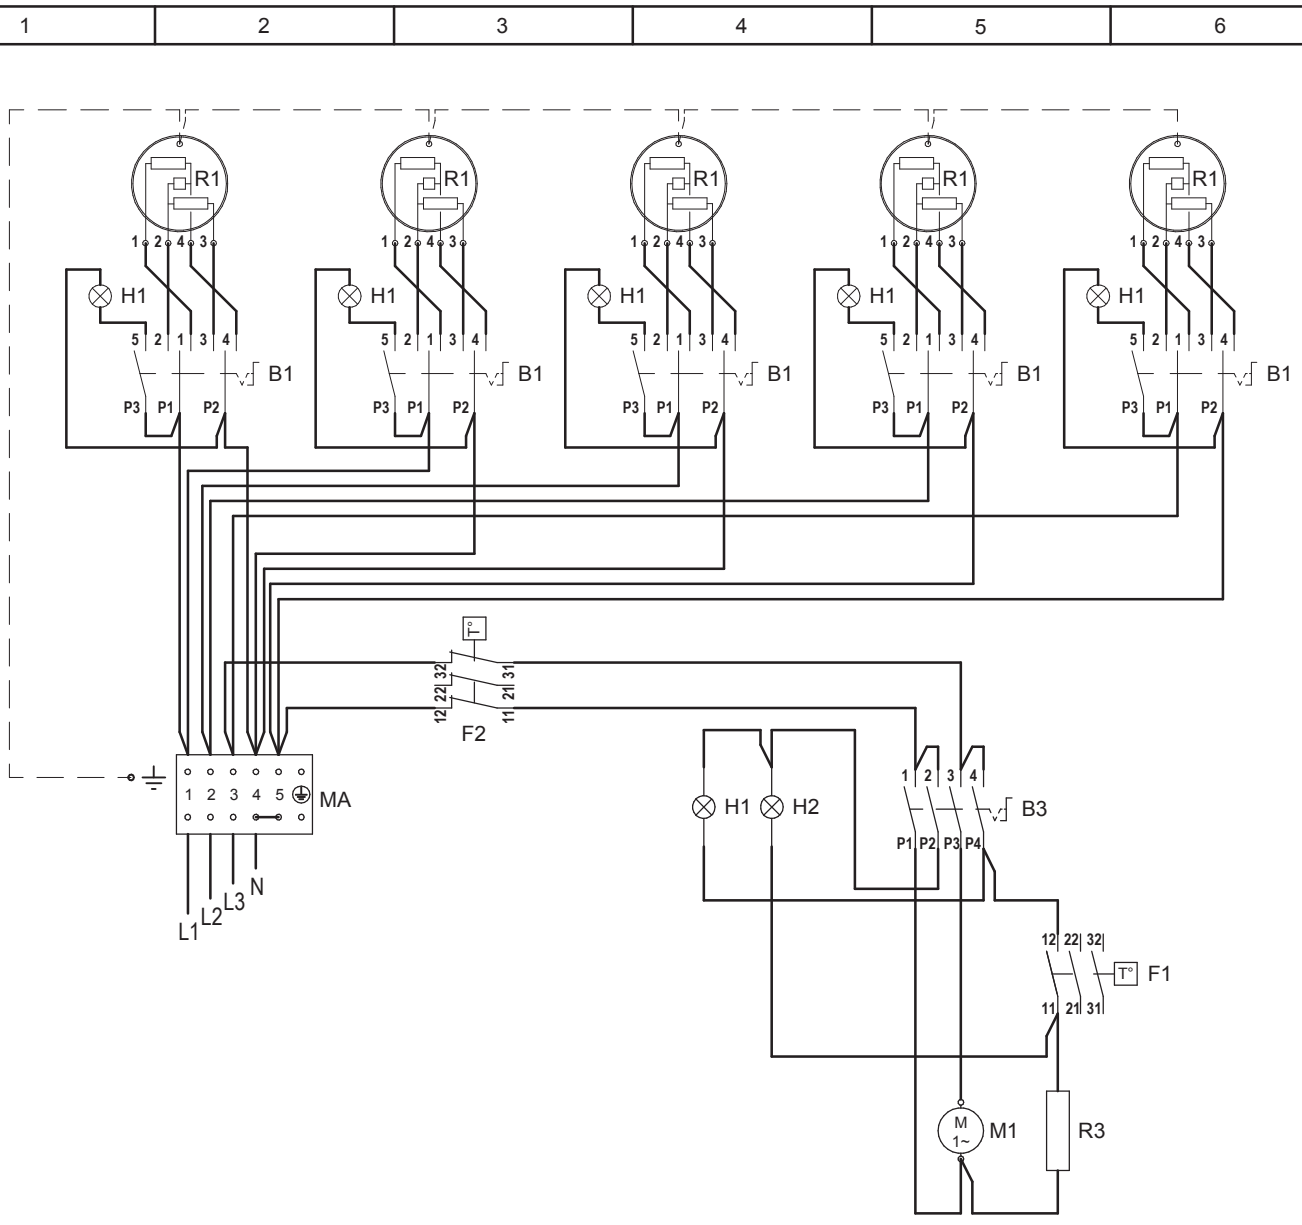 1 2 3 4 5 6
R1 R1 R1 R1 R1
1 2 4 3 1 2 4 3 1 2 4 3 1 2 4 3 1 2 4 3
H1 H1 H1 H1 H1
5 2 1 3 4 5 2 1 3 4 5 2 1 3 4 5 2 1 3 4 5 2 1 3 4
B1 B1 B1 B1 B1
P3 P1 P2 P3 P1 P2 P3 P1 P2 P3 P1 P2 P3 P1 P2
T°
32 31
22 21
12 11
F2
1 2 3 4
1 2 3 4 5 MA
H1 H2 B3
P1 P2 P3 P4
N
L3
L2
L1
12 22 32
T° F1
11 21 31
M
1~
M1 R3